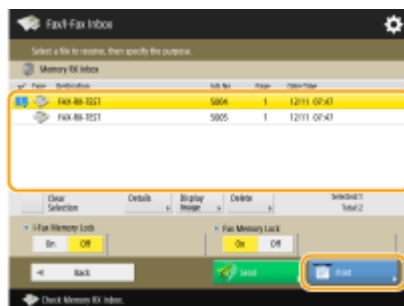 Fax/I-Fax Inbox
Select a file to receive, then specify the purpose.
Memory RX Inbox
Type Destination Job No. Page Date/Time
FAX-RX-TEST 5004 1 12/11 07:47
FAX-RX-TEST 5005 1 12/11 07:47
Clear Selection Details Display Image Delete Selected:1 Total:2
I-Fax Memory Lock Fax Memory Lock
On Off On Off
Back Send Print
Check Memory RX Inbox.